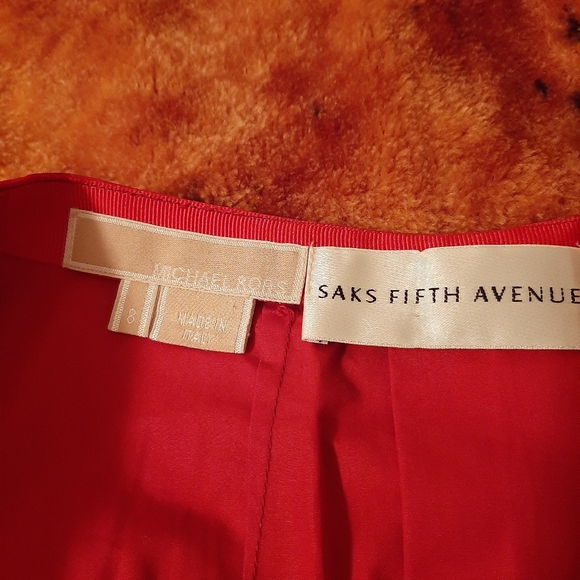 MICHAEL KORS
8
MADE IN
ITALY
SAKS FIFTH AVENUE